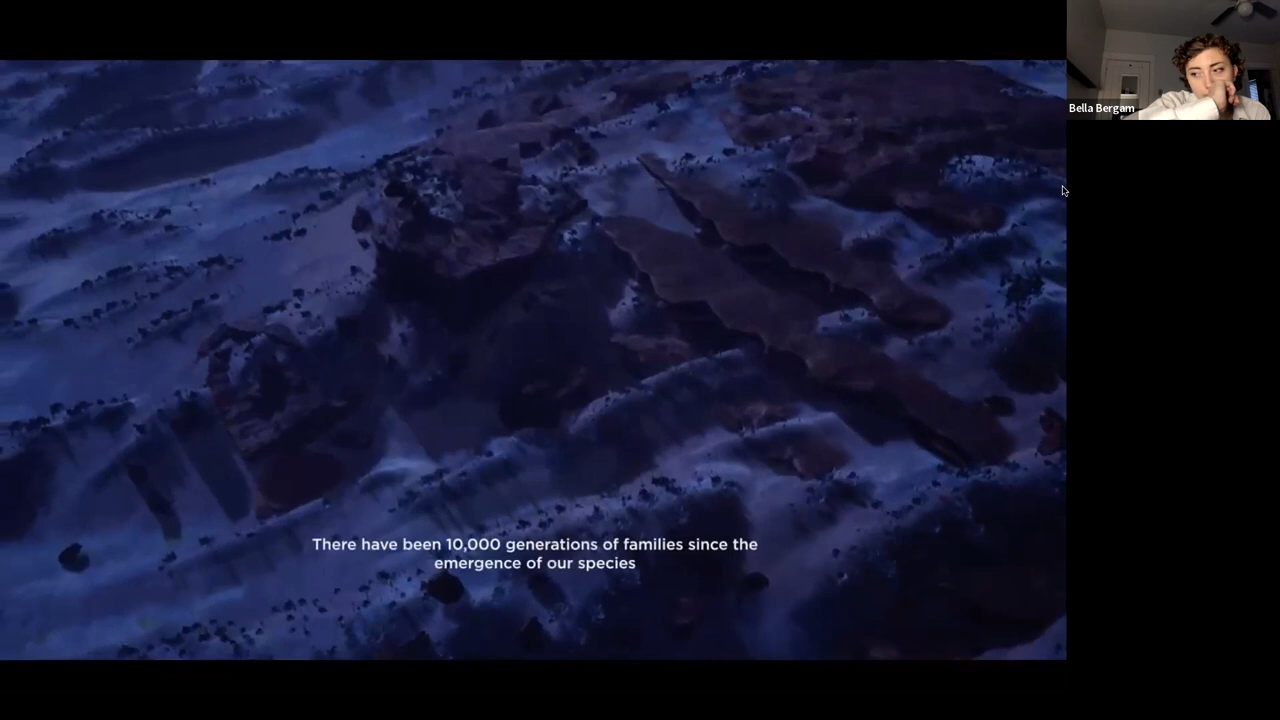 Bella Bergam
There have been 10,000 generations of families since the
emergence of our species